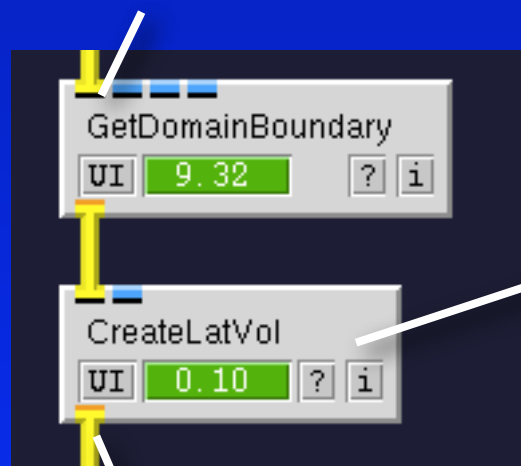 GetDomainBoundary
UI 9.32 ? i
CreateLatVol
UI 0.10 ? i